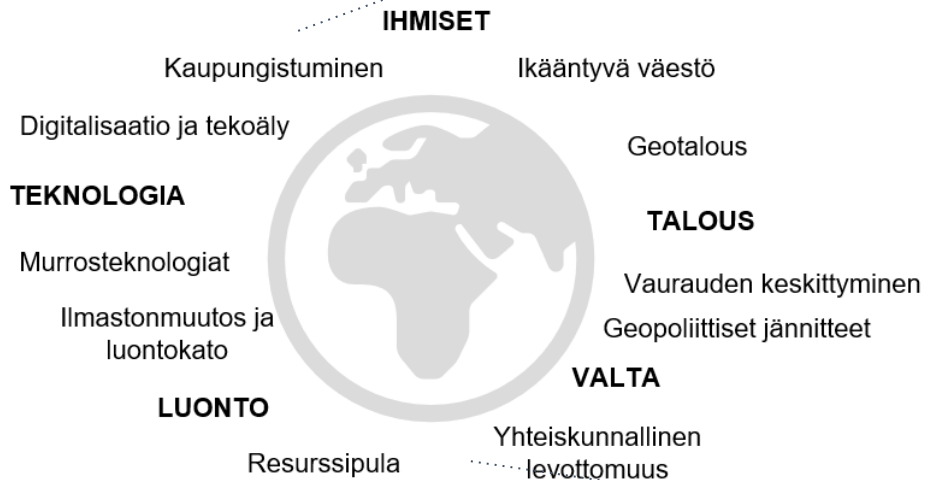 IHMISET
Kaupungistuminen
Ikääntyvä väestö
Digitalisaatio ja tekoäly
Geotalous
TEKNOLOGIA
TALOUS
Murrosteknologiat
Vaurauden keskittyminen
Ilmastonmuutos ja
luontokato
Geopoliittiset jännitteet
VALTA
LUONTO
Yhteiskunnallinen
levottomuus
Resurssipula